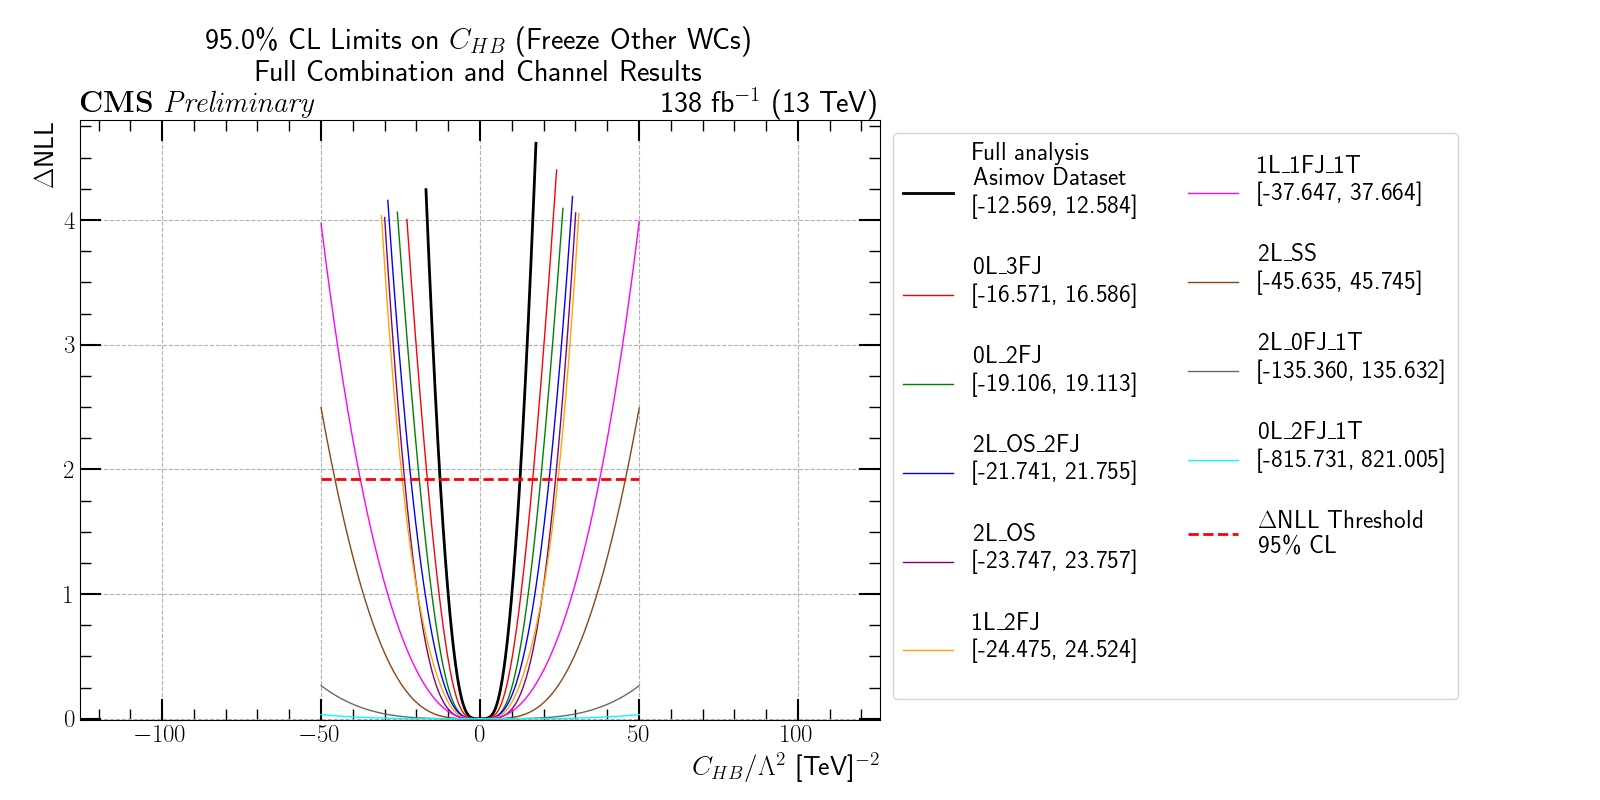 95.0% CL Limits on C_{HB} (Freeze Other WCs)
Full Combination and Channel Results
CMS Preliminary
138 fb^{-1} (13 TeV)
ΔNLL
4
3
2
1
0
−100
−50
0
50
100
C_{HB}/Λ^2 [TeV]^{-2}
Full analysis
Asimov Dataset
[-12.569, 12.584]
0L_3FJ
[-16.571, 16.586]
0L_2FJ
[-19.106, 19.113]
2L_OS_2FJ
[-21.741, 21.755]
2L_OS
[-23.747, 23.757]
1L_2FJ
[-24.475, 24.524]
1L_1FJ_1T
[-37.647, 37.664]
2L_SS
[-45.635, 45.745]
2L_0FJ_1T
[-135.360, 135.632]
0L_2FJ_1T
[-815.731, 821.005]
ΔNLL Threshold
95% CL